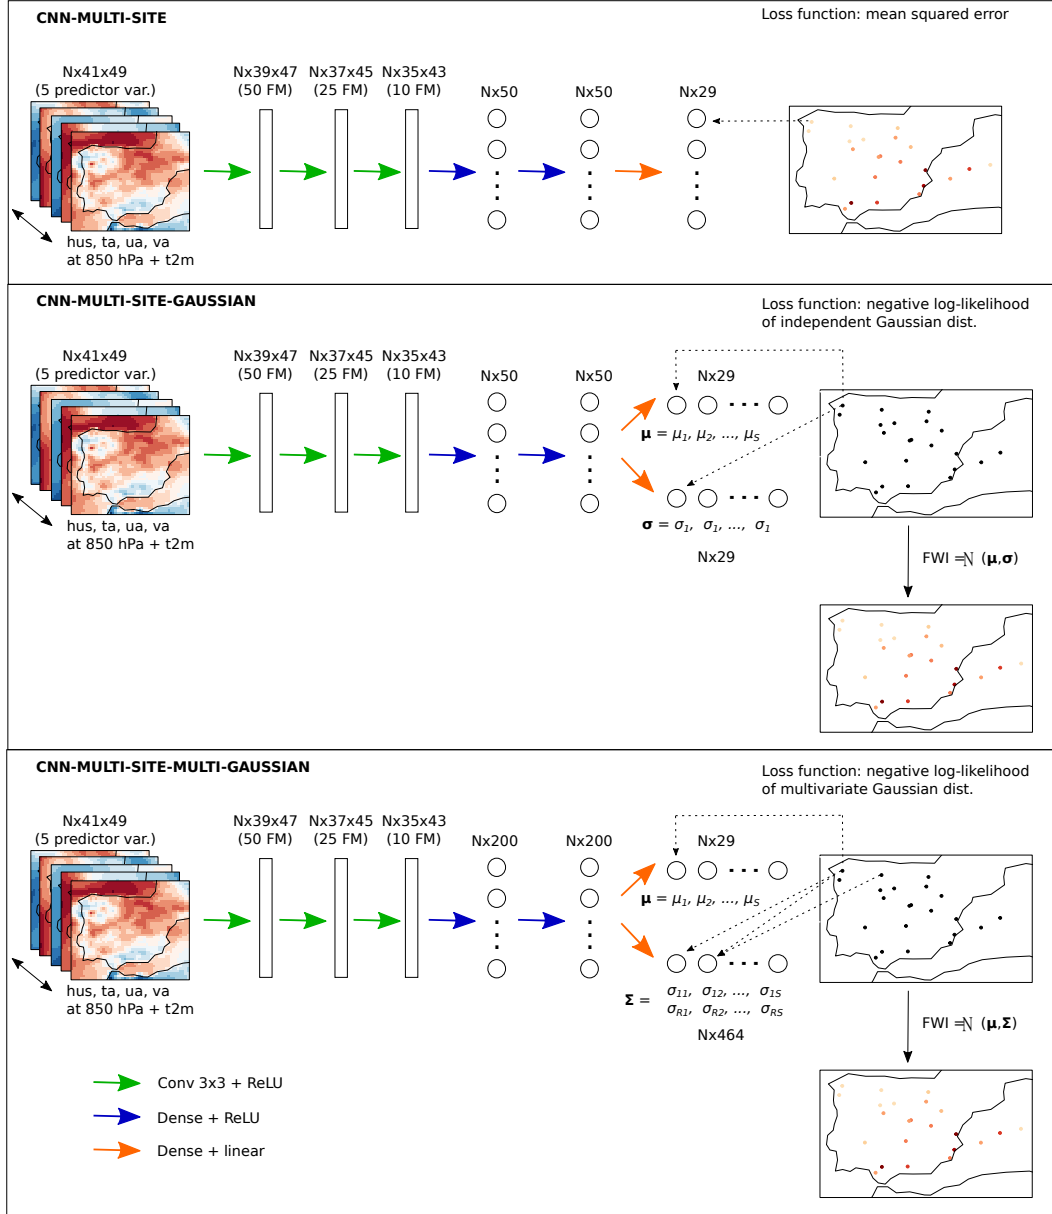 CNN-MULTI-SITE
Loss function: mean squared error
Nx41x49
(5 predictor var.)
Nx39x47
(50 FM)
Nx37x45
(25 FM)
Nx35x43
(10 FM)
Nx50
Nx50
Nx29
hus, ta, ua, va
at 850 hPa + t2m
CNN-MULTI-SITE-GAUSSIAN
Loss function: negative log-likelihood
of independent Gaussian dist.
Nx41x49
(5 predictor var.)
Nx39x47
(50 FM)
Nx37x45
(25 FM)
Nx35x43
(10 FM)
Nx50
Nx50
Nx29
μ = μ1, μ2, ..., μS
σ = σ1, σ1, ..., σ1
Nx29
hus, ta, ua, va
at 850 hPa + t2m
FWI =N (μ,σ)
CNN-MULTI-SITE-MULTI-GAUSSIAN
Loss function: negative log-likelihood
of multivariate Gaussian dist.
Nx41x49
(5 predictor var.)
Nx39x47
(50 FM)
Nx37x45
(25 FM)
Nx35x43
(10 FM)
Nx200
Nx200
Nx29
μ = μ1, μ2, ..., μS
Σ = σ11, σ12, ..., σ1S
σR1, σR2, ..., σRS
Nx464
hus, ta, ua, va
at 850 hPa + t2m
FWI =N (μ,Σ)
Conv 3x3 + ReLU
Dense + ReLU
Dense + linear